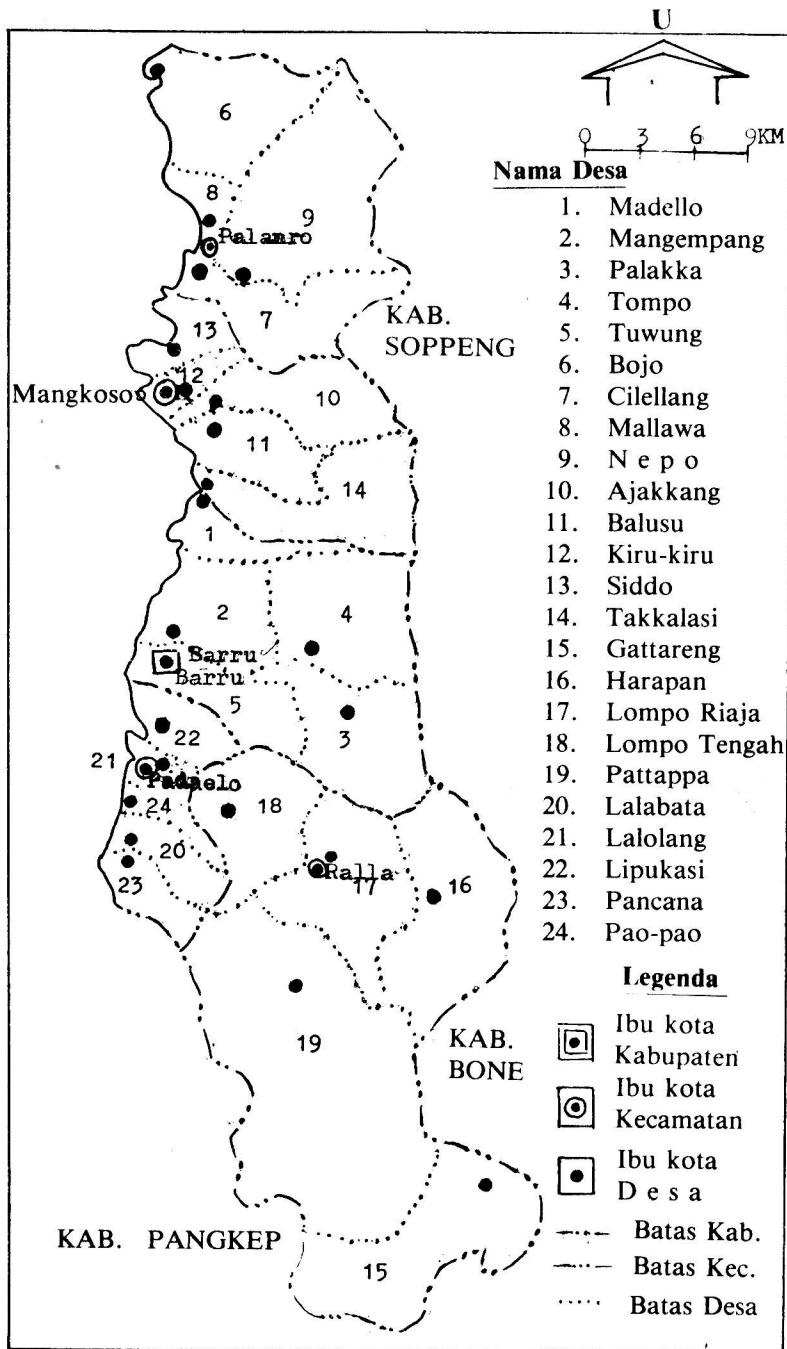 U
0 3 6 9KM
Nama Desa
1. Madello
2. Mangempang
3. Palakka
4. Tompo
5. Tuwung
6. Bojo
7. Cilellang
8. Mallawa
9. N e p o
10. Ajakkang
11. Balusu
12. Kiru-kiru
13. Siddo
14. Takkalasi
15. Gattareng
16. Harapan
17. Lompo Riaja
18. Lompo Tengah
19. Pattappa
20. Lalabata
21. Lalolang
22. Lipukasi
23. Pancana
24. Pao-pao
Legenda
Ibu kota
Kabupaten
Ibu kota
Kecamatan
Ibu kota
D e s a
Batas Kab.
Batas Kec.
Batas Desa
6
8
9
Palanro
7
13
KAB.
SOPPENG
12
Mangkoso
10
11
14
1
2
4
Barru
Barru
5
3
22
21
Padaelo
24
18
20
Ralla
23
17
16
19
KAB.
BONE
KAB. PANGKEP
15